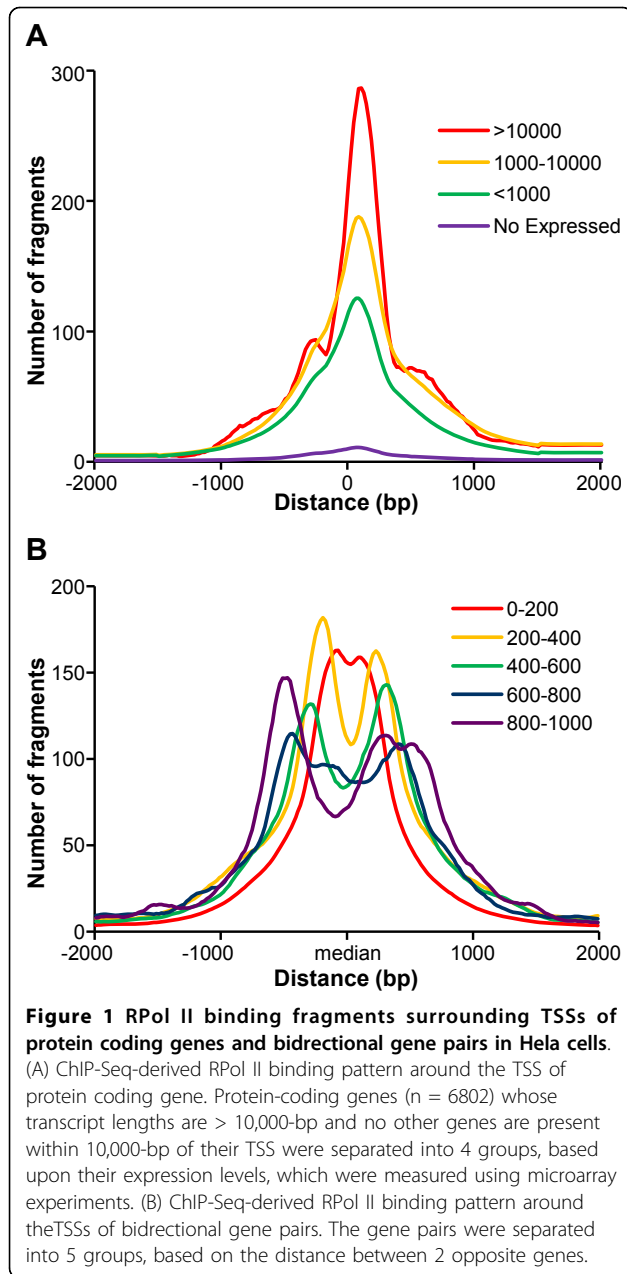 A
300
200
100
0
Number of fragments
>10000
1000-10000
<1000
No Expressed
-2000
-1000
0
1000
2000
Distance (bp)
B
200
150
100
50
0
Number of fragments
0-200
200-400
400-600
600-800
800-1000
-2000
-1000
median
1000
2000
Distance (bp)
Figure 1 RPol II binding fragments surrounding TSSs of
protein coding genes and bidrectional gene pairs in Hela cells.
(A) ChIP-Seq-derived RPol II binding pattern around the TSS of
protein coding gene. Protein-coding genes (n = 6802) whose
transcript lengths are > 10,000-bp and no other genes are present
within 10,000-bp of their TSS were separated into 4 groups, based
upon their expression levels, which were measured using microarray
experiments. (B) ChIP-Seq-derived RPol II binding pattern around
theTSSs of bidrectional gene pairs. The gene pairs were separated
into 5 groups, based on the distance between 2 opposite genes.